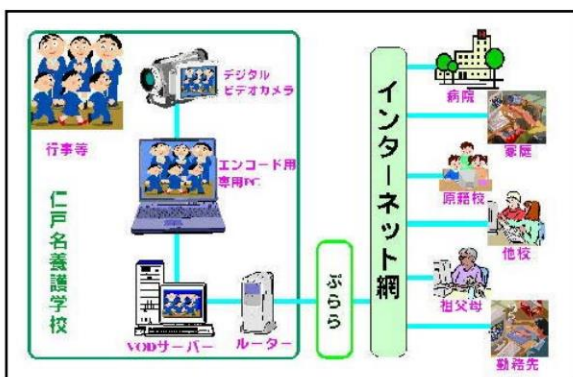 行事等
デジタル
ビデオカメラ
エンコード用
専用PC
仁戸名養護学校
VODサーバー
ルーター
ぷらら
インターネット網
病院
家庭
原籍校
他校
祖父母
勤務先